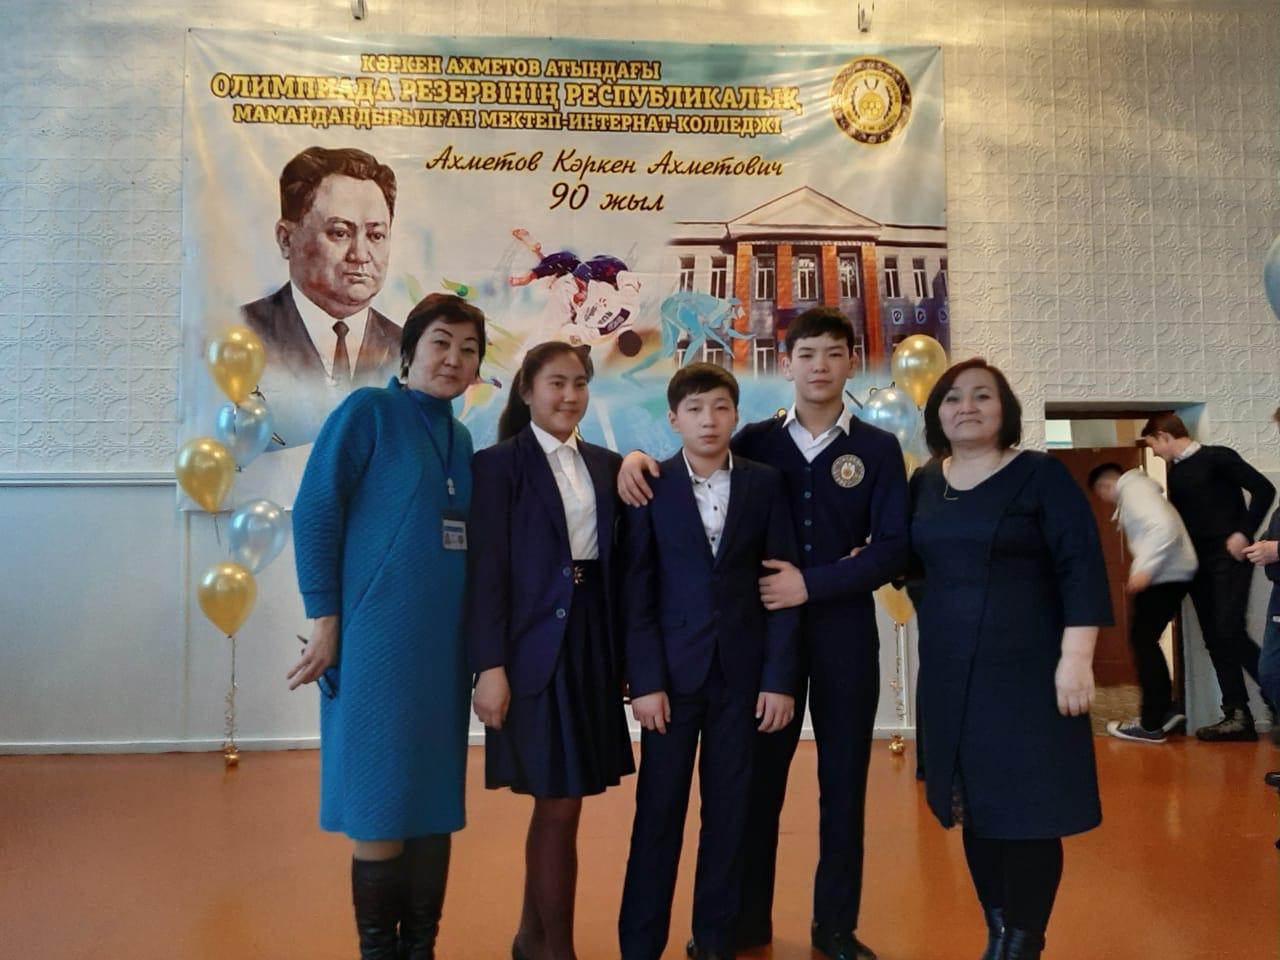 КӘРКЕН АХМЕТОВ АТЫНДАҒЫ
ОЛИМПИАДА РЕЗЕРВІНІҢ РЕСПУБЛИКАЛЫҚ
МАМАНДАНДЫРЫЛҒАН МЕКТЕП-ИНТЕРНАТ-КОЛЛЕДЖІ
Ахметов Кәркен Ахметович
90 жыл